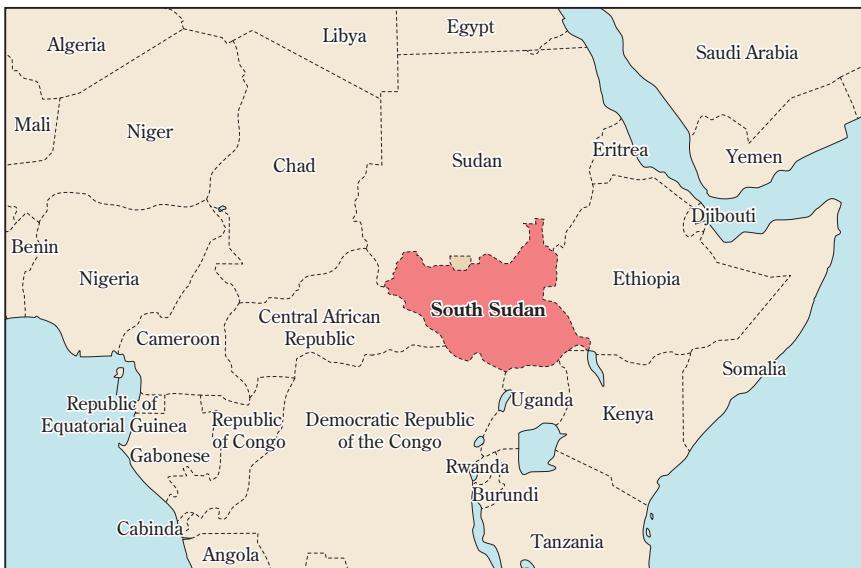 Algeria
Libya
Egypt
Saudi Arabia
Mali
Niger
Chad
Sudan
Eritrea
Yemen
Djibouti
Benin
Nigeria
Ethiopia
South Sudan
Central African
Republic
Cameroon
Somalia
Republic of
Equatorial Guinea
Republic
of Congo
Democratic Republic
of the Congo
Uganda
Kenya
Gabonese
Rwanda
Burundi
Cabinda
Angola
Tanzania